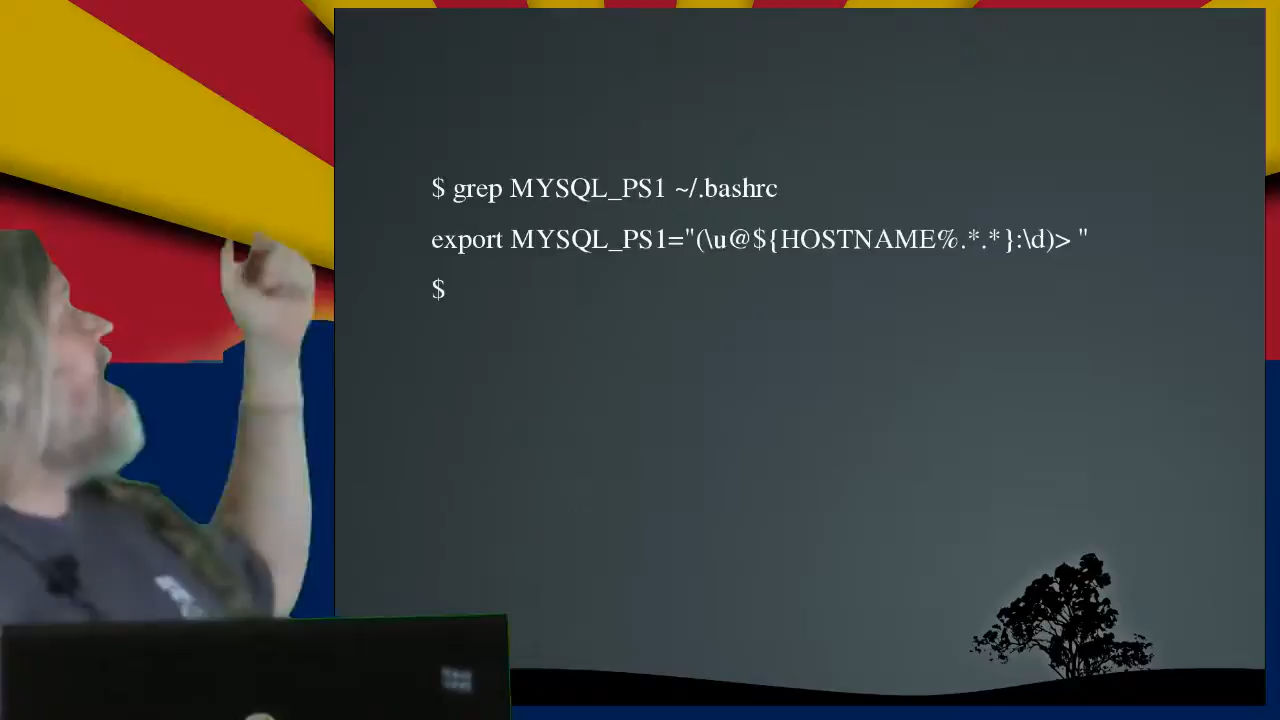 $ grep MYSQL_PS1 ~/.bashrc
export MYSQL_PS1="(\u@${HOSTNAME%.*.*}:\d)> "
$